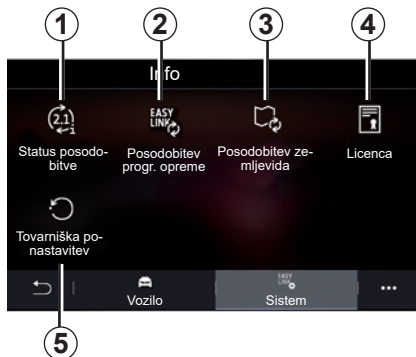 1 2 3 4
Info
2.1 i
EASY
LINK
Status posodo-
bitve
Posodobitev
progr. opreme
Posodobitev ze-
mljevida
Licenca
Tovarniška po-
nastavitev
Vozilo
EASY
LINK
Sistem
5